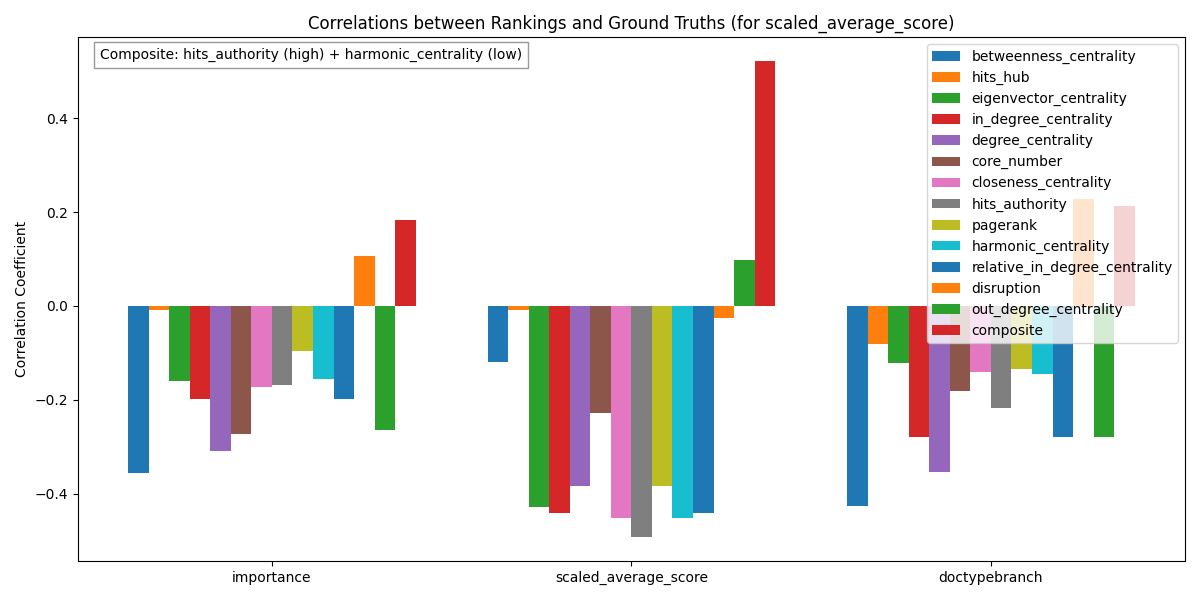 Correlations between Rankings and Ground Truths (for scaled_average_score)
Composite: hits_authority (high) + harmonic_centrality (low)
betweenness_centrality
hits_hub
eigenvector_centrality
in_degree_centrality
degree_centrality
core_number
closeness_centrality
hits_authority
pagerank
harmonic_centrality
relative_in_degree_centrality
disruption
out_degree_centrality
composite
Correlation Coefficient
0.4
0.2
0.0
−0.2
−0.4
importance
scaled_average_score
doctypebranch